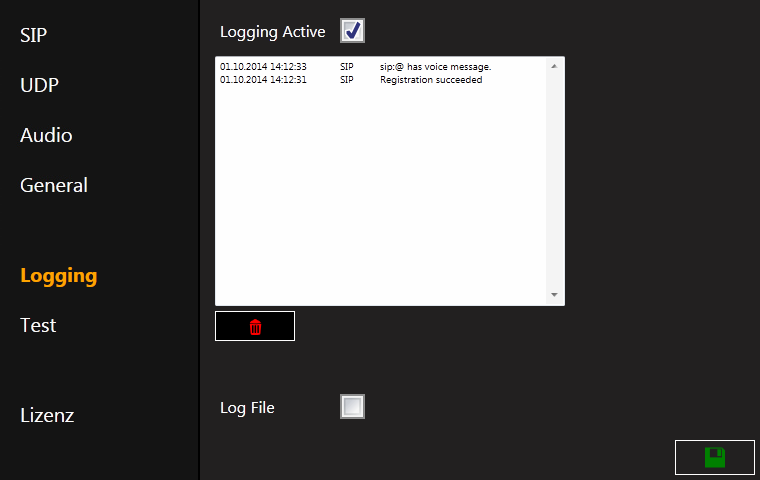 SIP
UDP
Audio
General
Logging
Test
Lizenz
Logging Active
01.10.2014 14:12:33 SIP sip:@ has voice message.
01.10.2014 14:12:31 SIP Registration succeeded
Log File